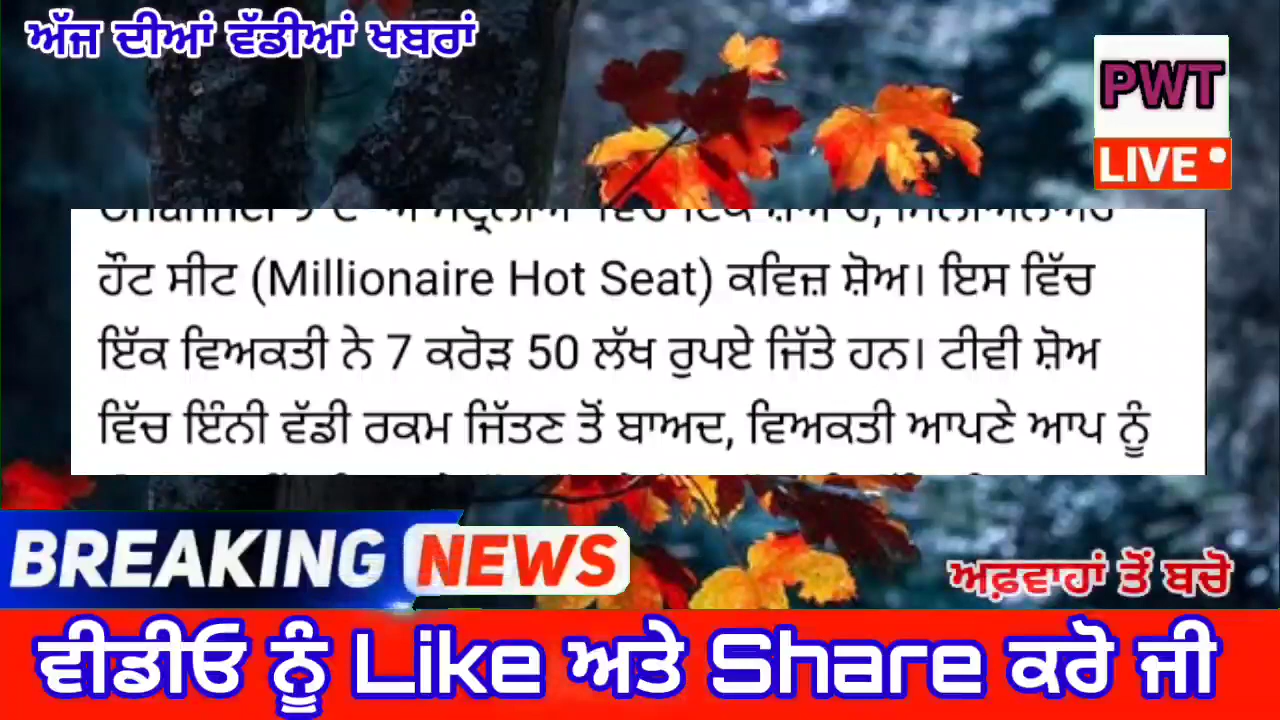 ਅੱਜ ਦੀਆਂ ਵੱਡੀਆਂ ਖਬਰਾਂ
PWT
LIVE
ਹੌਟ ਸੀਟ (Millionaire Hot Seat) ਕਵਿਜ਼ ਸ਼ੋਅ। ਇਸ ਵਿੱਚ
ਇੱਕ ਵਿਅਕਤੀ ਨੇ 7 ਕਰੋੜ 50 ਲੱਖ ਰੁਪਏ ਜਿੱਤੇ ਹਨ। ਟੀਵੀ ਸ਼ੋਅ
ਵਿੱਚ ਇੰਨੀ ਵੱਡੀ ਰਕਮ ਜਿੱਤਣ ਤੋਂ ਬਾਅਦ, ਵਿਅਕਤੀ ਆਪਣੇ ਆਪ ਨੂੰ
BREAKING NEWS
ਅਫ਼ਵਾਹਾਂ ਤੋਂ ਬਚੋ
ਵੀਡੀਓ ਨੂੰ Like ਅਤੇ Share ਕਰੋ ਜੀ